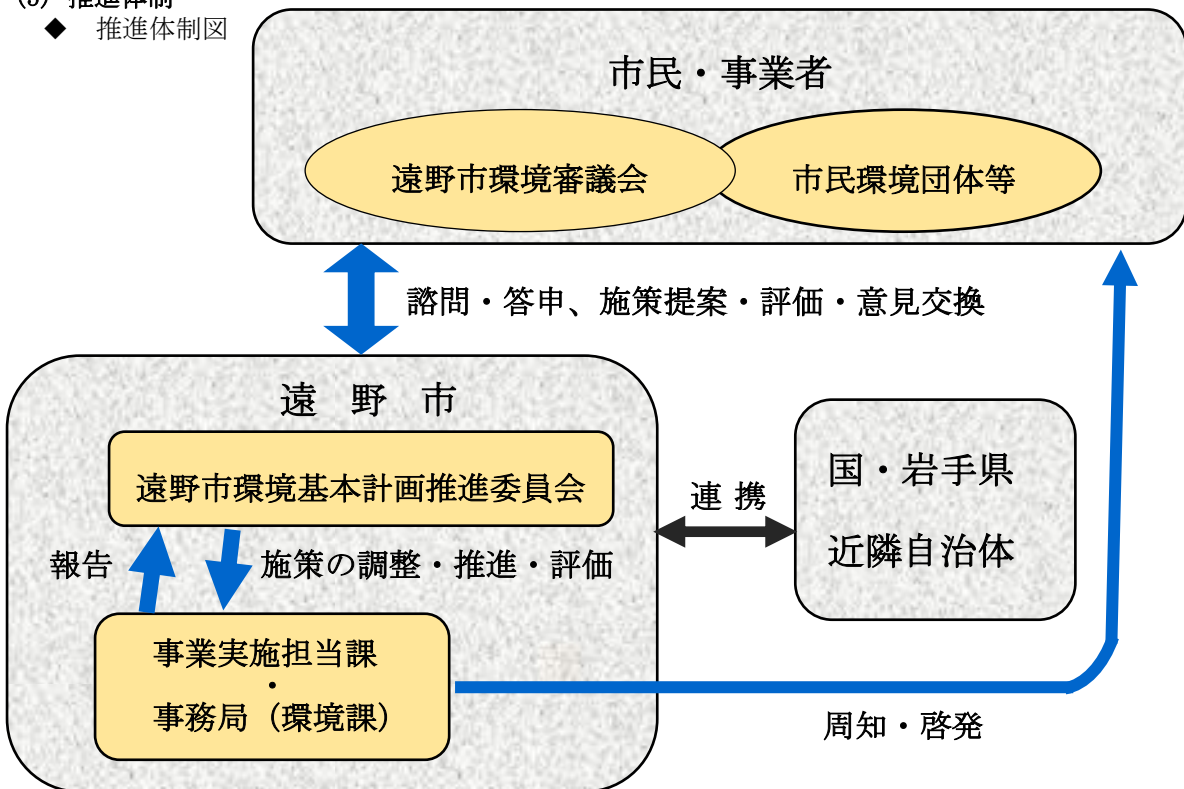 (3) 推進体制
◆ 推進体制図
市民・事業者
遠野市環境審議会
市民環境団体等
諮問・答申、施策提案・評価・意見交換
遠 野 市
遠野市環境基本計画推進委員会
報告
施策の調整・推進・評価
事業実施担当課
・
事務局（環境課）
連 携
国・岩手県
近隣自治体
周知・啓発